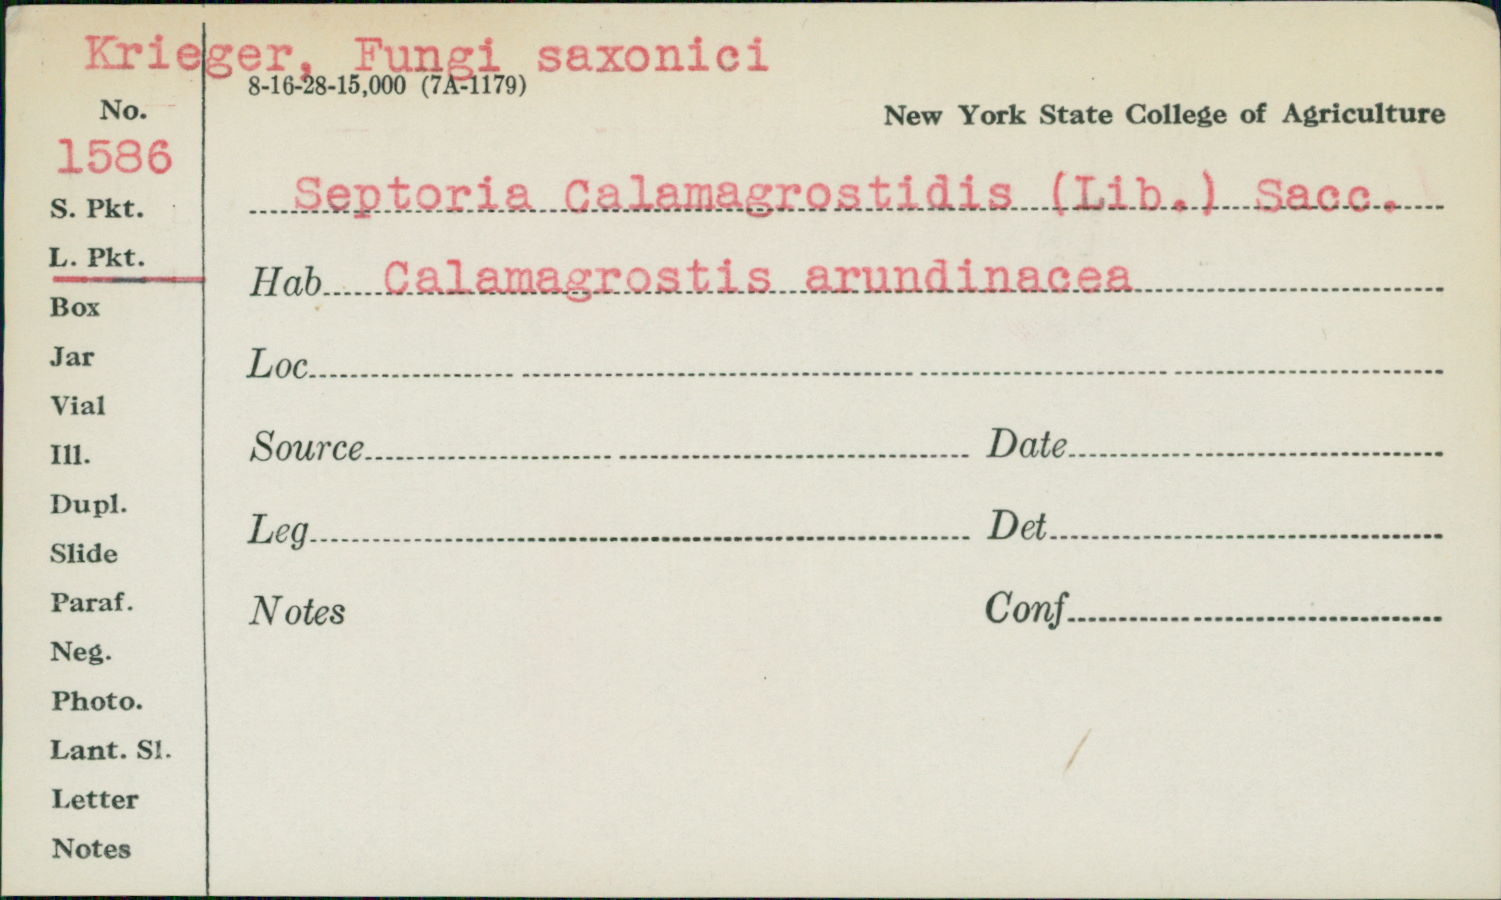 Krieger, Fungi saxonici
8-16-28-15,000 (7A-1179)
New York State College of Agriculture
No.
1586
S. Pkt.
L. Pkt.
Box
Jar
Vial
Ill.
Dupl.
Slide
Paraf.
Neg.
Photo.
Lant. Sl.
Letter
Notes
Septoria Calamagrostidis (Lib.) Sacc.
Hab Calamagrostis arundinacea
Loc
Source Date
Leg Det
Notes Conf